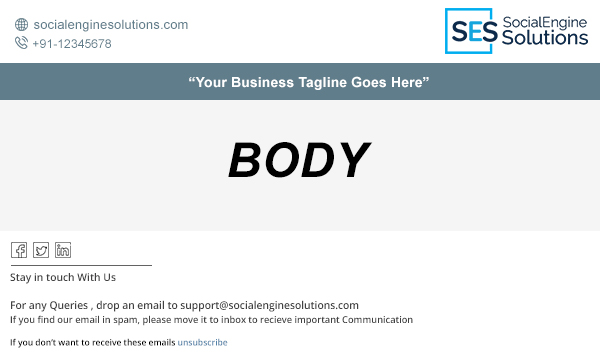 socialenginesolutions.com
+91-12345678
SES SocialEngine
Solutions
“Your Business Tagline Goes Here”
BODY
Stay in touch With Us
For any Queries , drop an email to support@socialenginesolutions.com
If you find our email in spam, please move it to inbox to recieve important Communication
If you don’t want to receive these emails unsubscribe